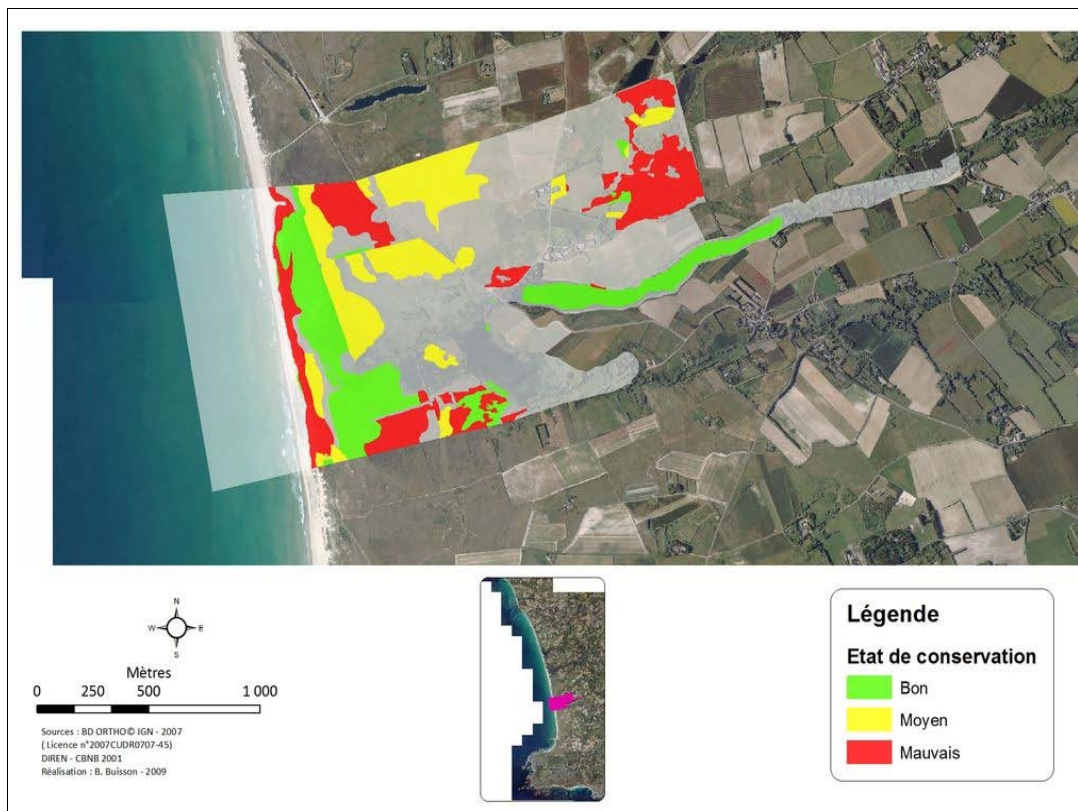 N
W E
S
Mètres
0 250 500 1 000
Sources : BD ORTHO© IGN - 2007
( Licence n°2007CUDR0707-45)
DIREN - CBNB 2001
Réalisation : B. Buisson - 2009
Légende
Etat de conservation
Bon
Moyen
Mauvais